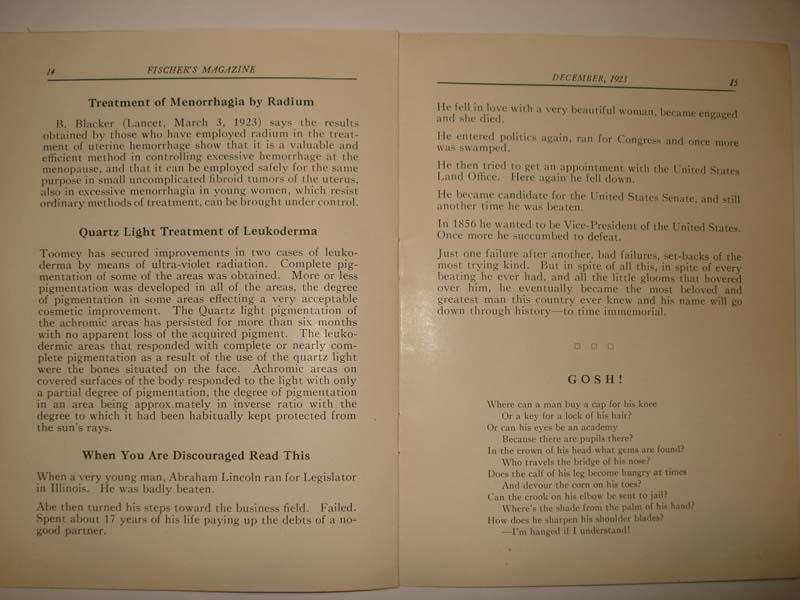 14
FISCHER'S MAGAZINE
Treatment of Menorrhagia by Radium
B. Blacker (Lancet, March 3, 1923) says the results
obtained by those who have employed radium in the treat-
ment of uterine hemorrhage show that it is a valuable and
efficient method in controlling excessive hemorrhage at the
menopause, and that it can be employed safely for the same
purpose in small uncomplicated fibroid tumors of the uterus,
also in excessive menorrhagia in young women, which resist
ordinary methods of treatment, can be brought under control.
Quartz Light Treatment of Leukoderma
Toomey has secured improvements in two cases of leuko-
derma by means of ultra-violet radiation. Complete pig-
mentation of some of the areas was obtained. More or less
pigmentation was developed in all of the areas, the degree
of pigmentation in some areas effecting a very acceptable
cosmetic improvement. The Quartz light pigmentation of
the achromic areas has persisted for more than six months
with no apparent loss of the acquired pigment. The leuko-
dermic areas that responded with complete or nearly com-
plete pigmentation as a result of the use of the quartz light
were the bones situated on the face. Achromic areas on
covered surfaces of the body responded to the light with only
a partial degree of pigmentation, the degree of pigmentation
in an area being approx mately in inverse ratio with the
degree to which it had been habitually kept protected from
the sun's rays.
When You Are Discouraged Read This
When a very young man, Abraham Lincoln ran for Legislator
in Illinois. He was badly beaten.
Abe then turned his steps toward the business field. Failed.
Spent about 17 years of his life paying up the debts of a no-
good partner.
DECEMBER, 1923
15
He fell in love with a very beautiful woman, became engaged
and she died.
He entered politics again, ran for Congress and once more
was swamped.
He then tried to get an appointment with the United States
Land Office. Here again he fell down.
He became candidate for the United States Senate, and still
another time he was beaten.
In 1856 he wanted to be Vice-President of the United States.
Once more he succumbed to defeat.
Just one failure after another, bad failures, set-backs of the
most trying kind. But in spite of all this, in spite of every
beating he ever had, and all the little glooms that hovered
over him, he eventually became the most beloved and
greatest man this country ever knew and his name will go
down through history—to time immemorial.
GOSH!
Where can a man buy a cap for his knee
Or a key for a lock of his hair?
Or can his eyes be an academy
Because there are pupils there?
In the crown of his head what gems are found?
Who travels the bridge of his nose?
Does the calf of his leg become hungry at times
And devour the corn on his toes?
Can the crook on his elbow be sent to jail?
Where's the shade from the palm of his hand?
How does he sharpen his shoulder blades?
—I'm hanged if I understand!